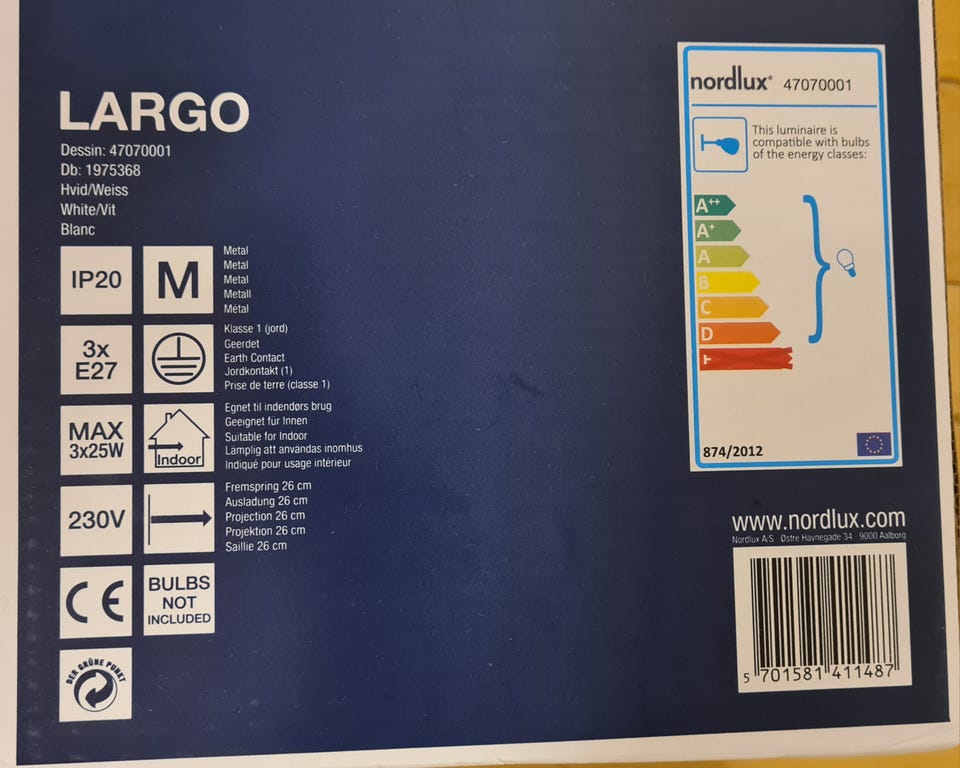 LARGO
Dessin: 47070001
Db: 1975368
Hvid/Weiss
White/Vit
Blanc
IP20
M
Metal
Metal
Metal
Metall
Métal
3x
E27
Klasse 1 (jord)
Geerdet
Earth Contact
Jordkontakt (1)
Prise de terre (classe 1)
MAX
3x25W
Indoor
Egnet til indendørs brug
Geeignet für Innen
Suitable for Indoor
Lämplig att användas inomhus
Indiqué pour usage intérieur
230V
Fremspring 26 cm
Ausladung 26 cm
Projection 26 cm
Projektion 26 cm
Saillie 26 cm
CE
BULBS
NOT
INCLUDED
DER GRÜNE PUNKT
nordlux® 47070001
This luminaire is
compatible with bulbs
of the energy classes:
A++
A+
A
B
C
D
874/2012
www.nordlux.com
Nordlux A/S · Østre Havnegade 34 · 9000 Aalborg
5 701581 411487